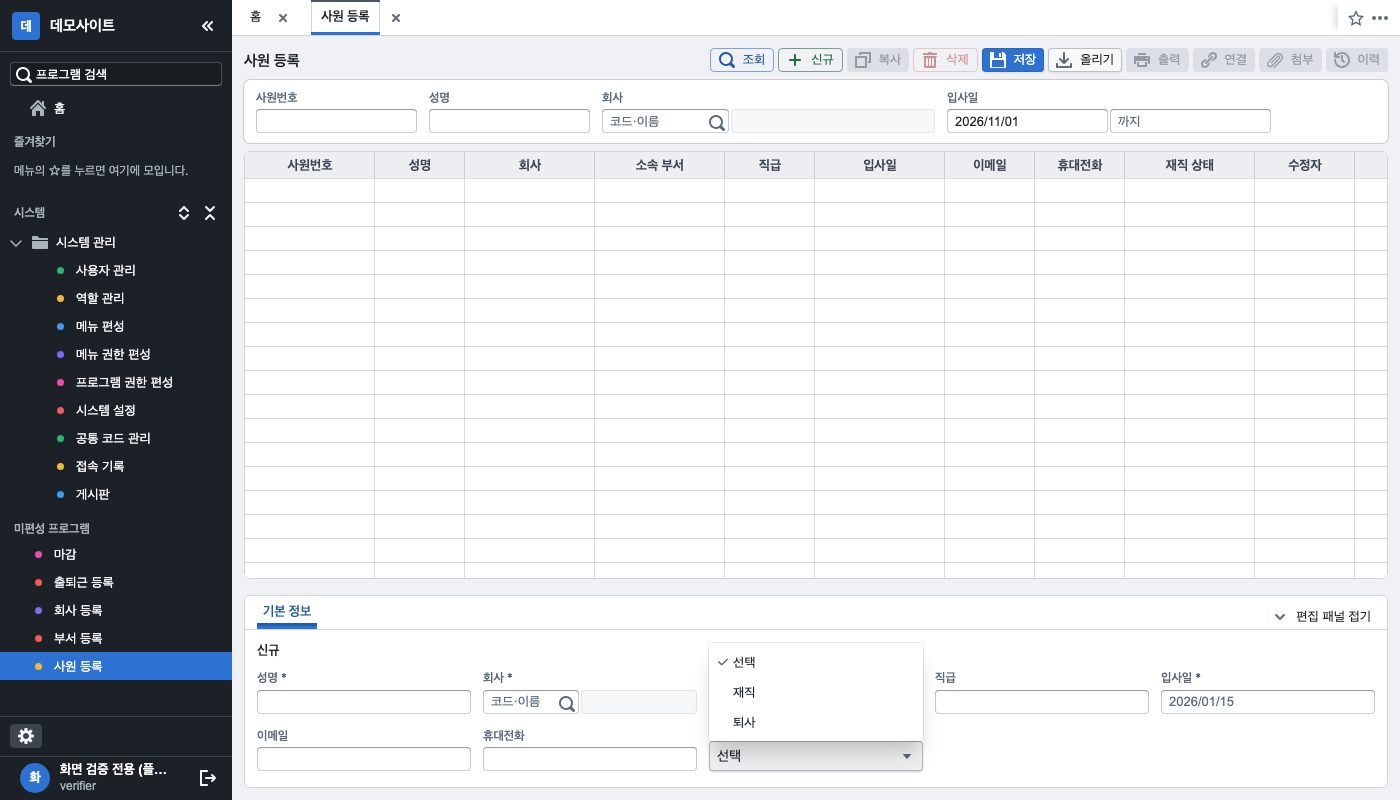 데 데모사이트
프로그램 검색
홈
즐겨찾기
메뉴의 ☆를 누르면 여기에 모입니다.
시스템
시스템 관리
사용자 관리
역할 관리
메뉴 편성
메뉴 권한 편성
프로그램 권한 편성
시스템 설정
공통 코드 관리
접속 기록
게시판
미편성 프로그램
마감
출퇴근 등록
회사 등록
부서 등록
사원 등록
화 화면 검증 전용 (플...
verifier
홈 사원 등록
사원 등록 조회 신규 복사 삭제 저장 올리기 출력 연결 첨부 이력
사원번호 성명 회사 입사일
코드·이름 2026/11/01 까지
사원번호 성명 회사 소속 부서 직급 입사일 이메일 휴대전화 재직 상태 수정자
기본 정보 편집 패널 접기
신규
성명 * 회사 * 직급 입사일 *
코드·이름 2026/01/15
이메일 휴대전화
선택
재직
퇴사
선택